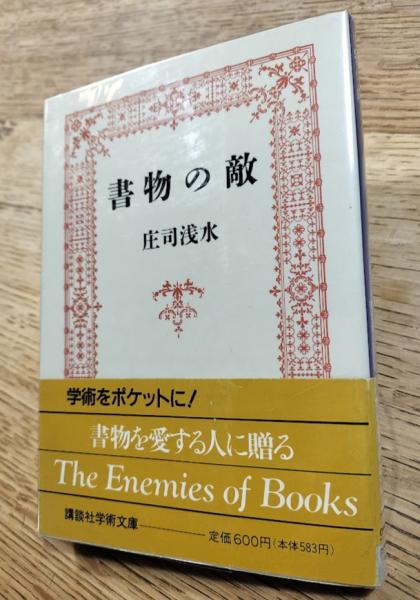 書物の敵
庄司浅水
学術をポケットに!
書物を愛する人に贈る
The Enemies of Books
講談社学術文庫――定価600円(本体583円)